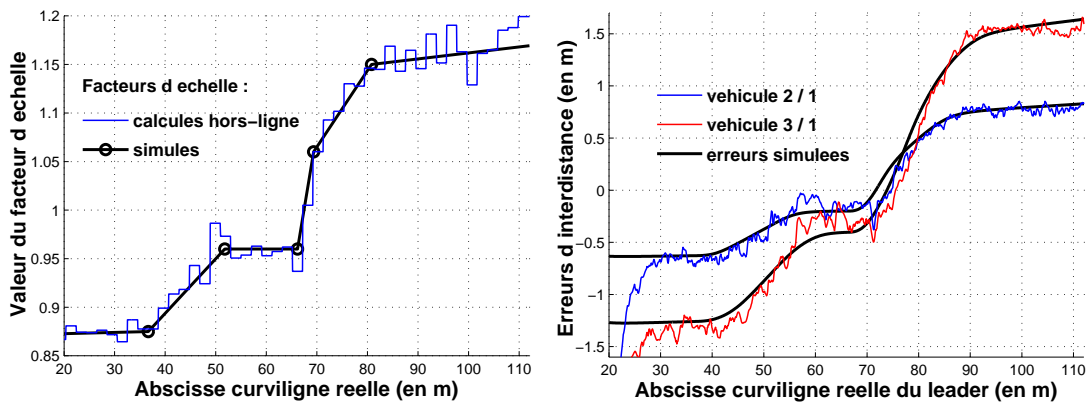 Valeur du facteur d echelle
1.2
1.15
1.1
1.05
1
0.95
0.9
0.85
Facteurs d echelle :
calcules hors-ligne
simules
20 30 40 50 60 70 80 90 100 110
Abscisse curviligne reelle (en m)
Erreurs d interdistance (en m)
1.5
1
0.5
0
-0.5
-1
-1.5
vehicule 2 / 1
vehicule 3 / 1
erreurs simulees
20 30 40 50 60 70 80 90 100 110
Abscisse curviligne reelle du leader (en m)